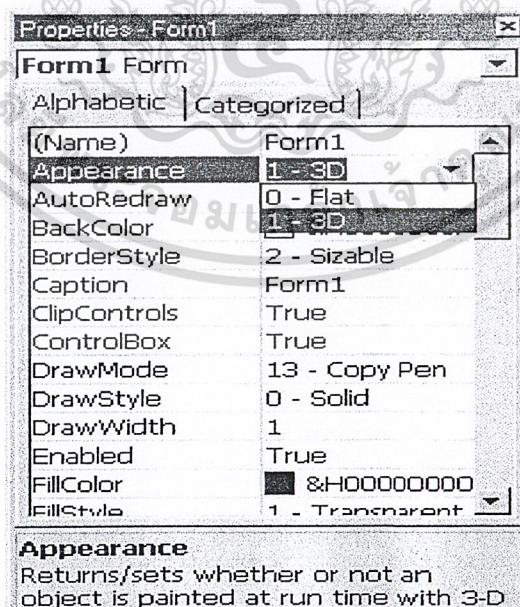 Properties - Form1
Form1 Form
Alphabetic Categorized
(Name) Form1
Appearance 1 - 3D
AutoRedraw 0 - Flat
BackColor 1 - 3D
BorderStyle 2 - Sizable
Caption Form1
ClipControls True
ControlBox True
DrawMode 13 - Copy Pen
DrawStyle 0 - Solid
DrawWidth 1
Enabled True
FillColor &H00000000
FillStyle 1 - Transparent
Appearance
Returns/sets whether or not an
object is painted at run time with 3-D